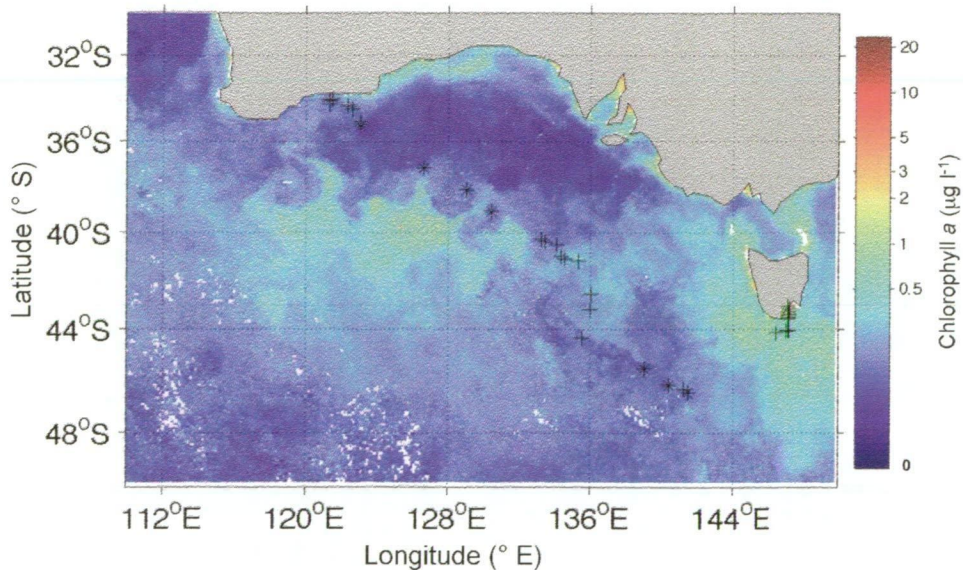 32°S
36°S
40°S
44°S
48°S
Latitude (° S)
112°E 120°E 128°E 136°E 144°E
Longitude (° E)
20
10
5
3
2
1
0.5
0
Chlorophyll a (µg l-1)